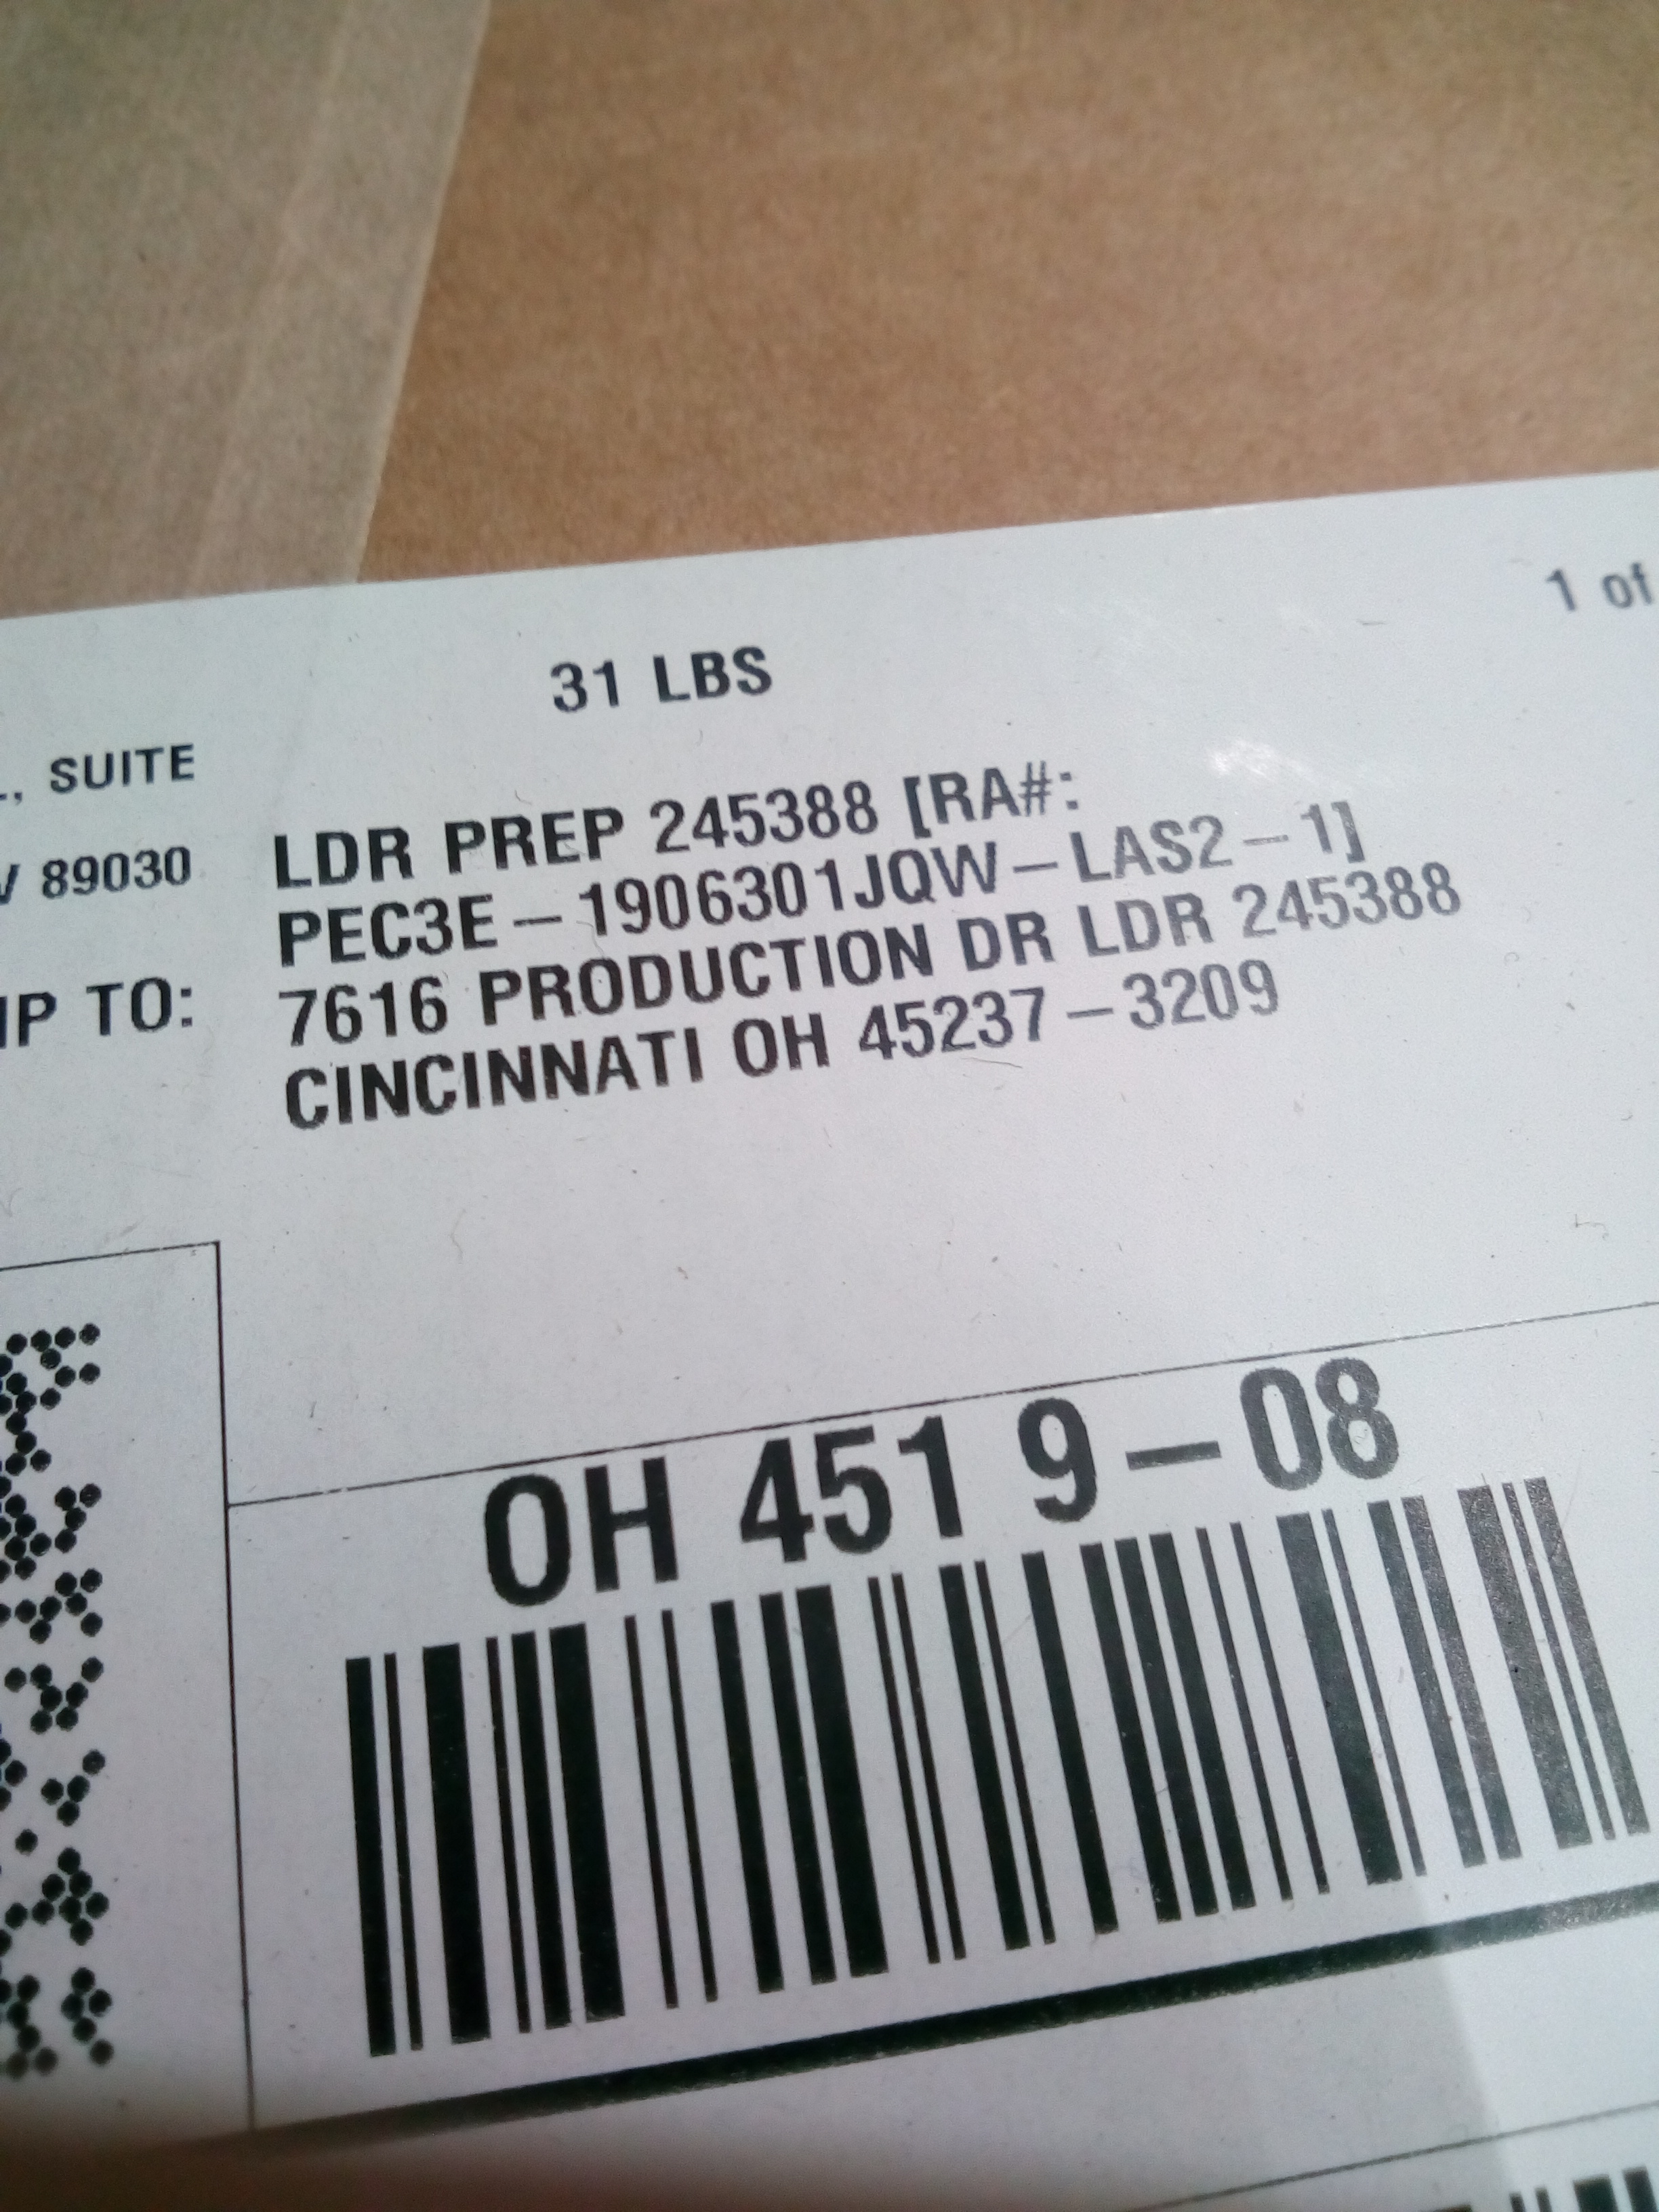 31 LBS
1 of
, SUITE
89030
LDR PREP 245388 [RA#:
PEC3E-1906301JQW-LAS2-1]
7616 PRODUCTION DR LDR 245388
CINCINNATI OH 45237-3209
IP TO:
OH 451 9-08